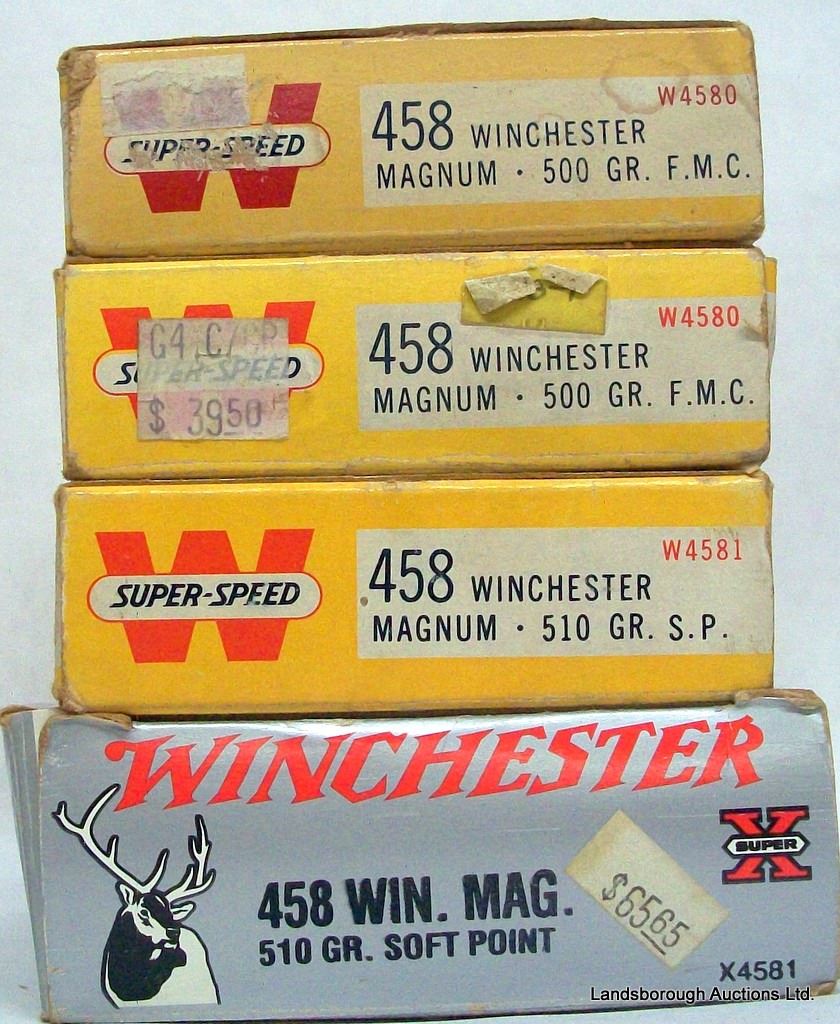 W4580
SUPER-SPEED
458 WINCHESTER
MAGNUM · 500 GR. F.M.C.
W4580
G4 C/
SUPER-SPEED
$ 3950
458 WINCHESTER
MAGNUM · 500 GR. F.M.C.
W4581
SUPER-SPEED
458 WINCHESTER
MAGNUM · 510 GR. S.P.
WINCHESTER
X
SUPER
458 WIN. MAG.
510 GR. SOFT POINT
$6565
X4581
Landsborough Auctions Ltd.